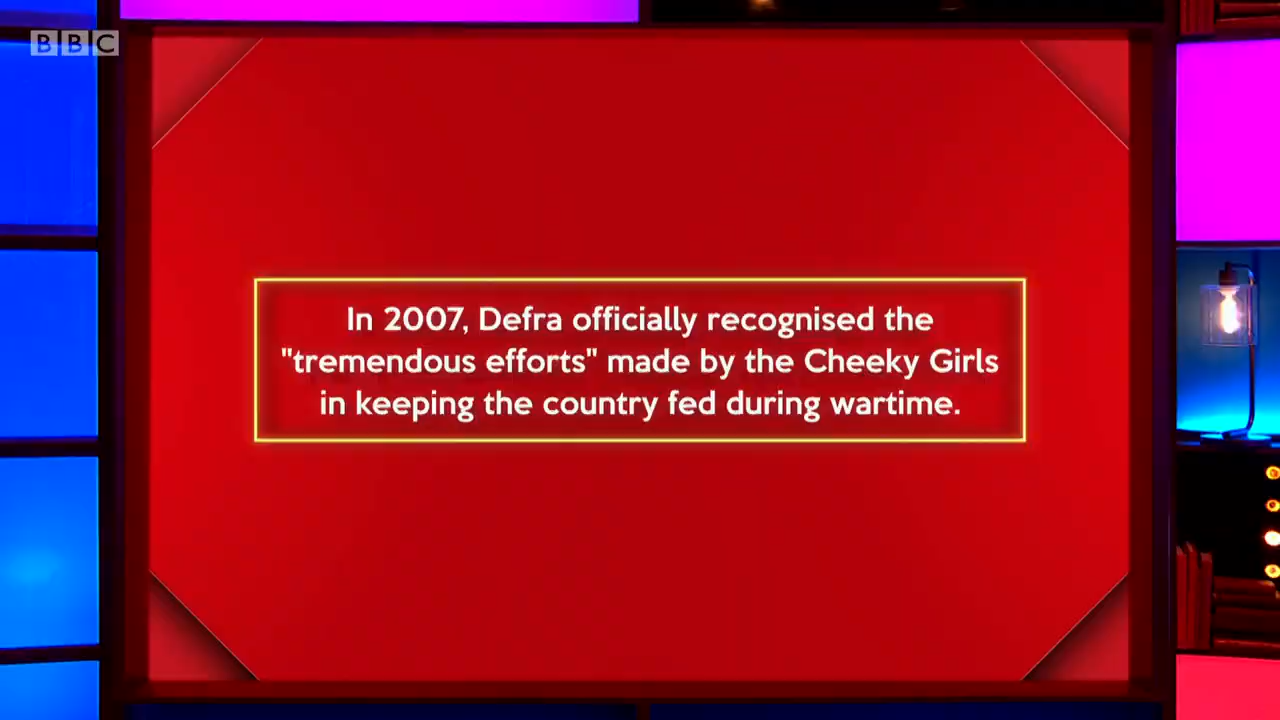 BBC
In 2007, Defra officially recognised the
"tremendous efforts" made by the Cheeky Girls
in keeping the country fed during wartime.